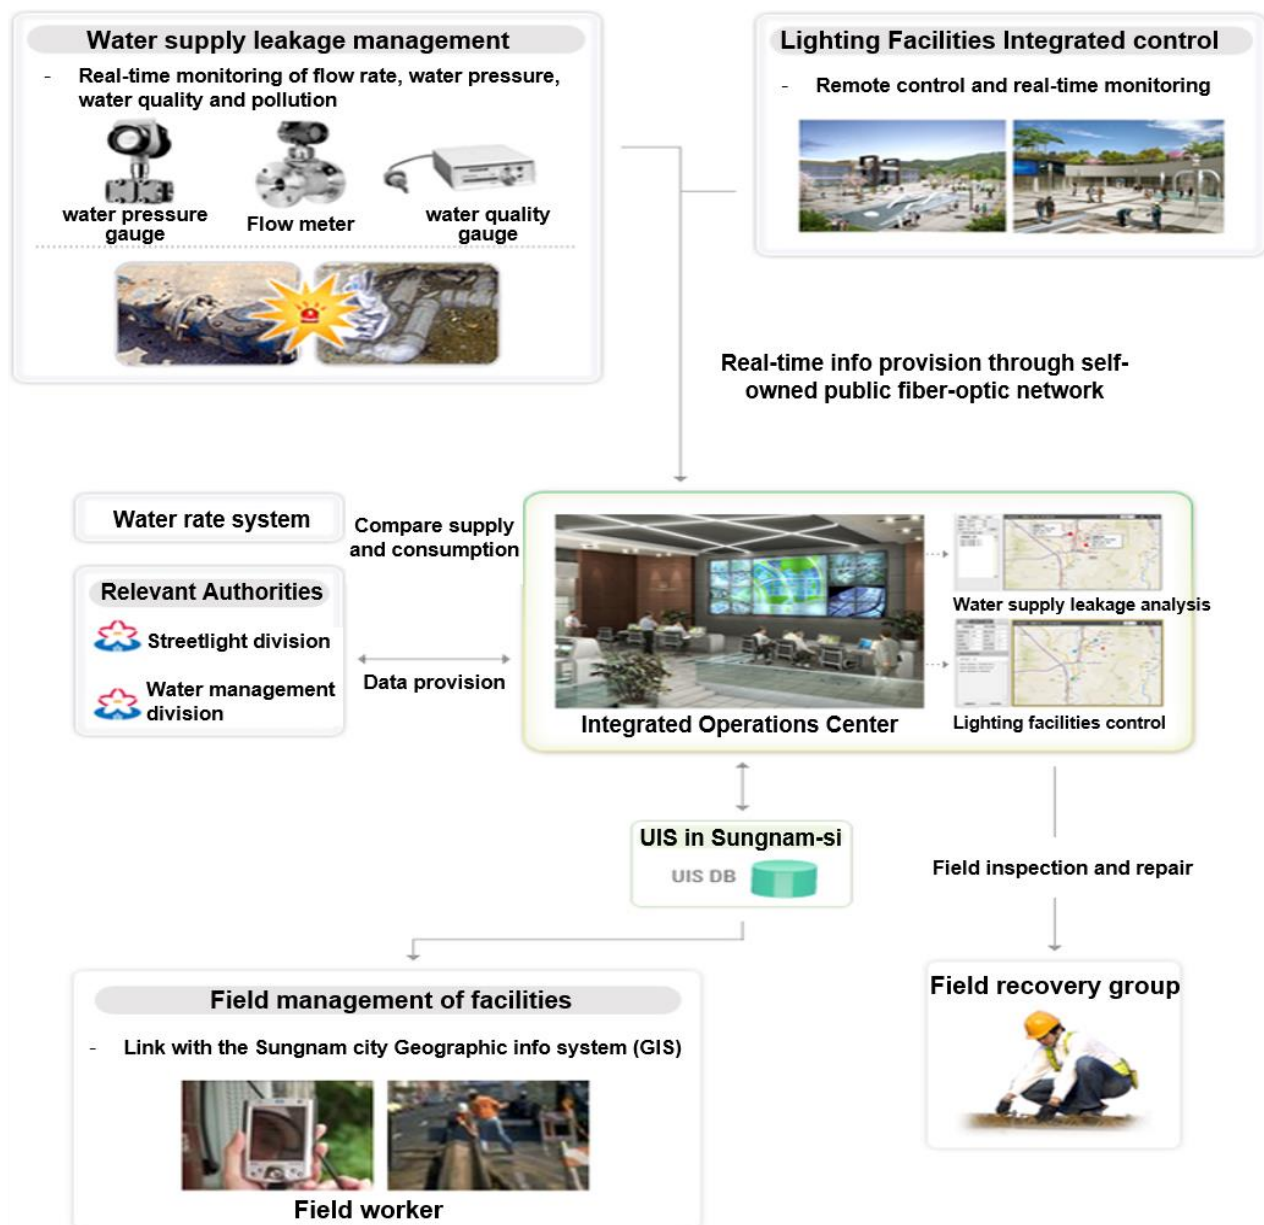 Water supply leakage management
- Real-time monitoring of flow rate, water pressure,
water quality and pollution
water pressure
gauge
Flow meter
water quality
gauge
Lighting Facilities Integrated control
- Remote control and real-time monitoring
Real-time info provision through self-
owned public fiber-optic network
Water rate system
Compare supply
and consumption
Relevant Authorities
Streetlight division
Water management
division
Data provision
Integrated Operations Center
Water supply leakage analysis
Lighting facilities control
UIS in Sungnam-si
UIS DB
Field inspection and repair
Field management of facilities
- Link with the Sungnam city Geographic info system (GIS)
Field worker
Field recovery group